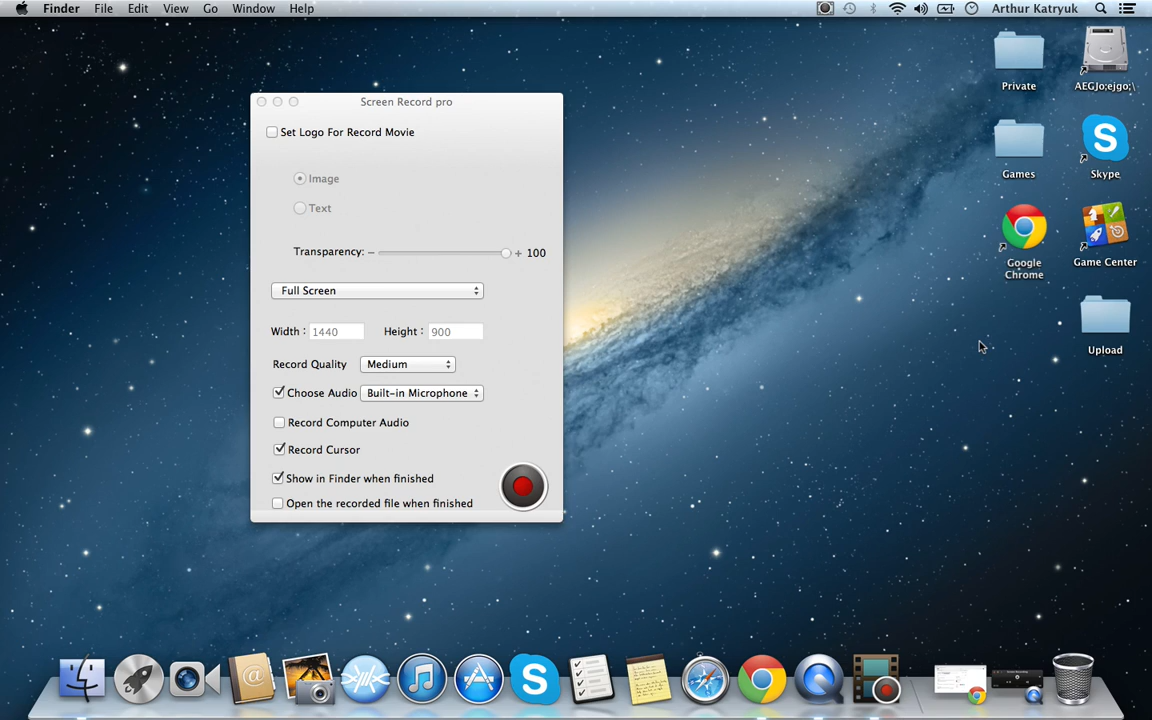 Finder File Edit View Go Window Help Arthur Katryuk
Screen Record pro
Set Logo For Record Movie
Image
Text
Transparency: − + 100
Full Screen
Width : 1440 Height : 900
Record Quality Medium
Choose Audio Built-in Microphone
Record Computer Audio
Record Cursor
Show in Finder when finished
Open the recorded file when finished
Private
AEGJo;ejgo;\
Games
Skype
Google
Chrome
Game Center
Upload